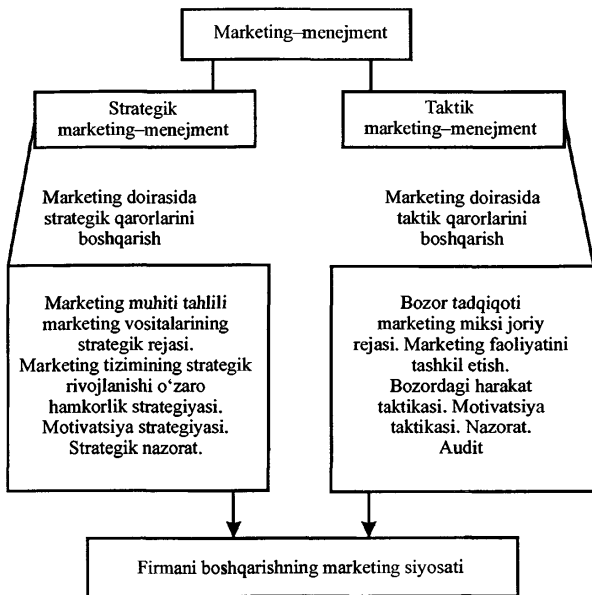 Marketing–menejment
Strategik
marketing–menejment
Taktik
marketing–menejment
Marketing doirasida
strategik qarorlarini
boshqarish
Marketing doirasida
taktik qarorlarini
boshqarish
Marketing muhiti tahlili
marketing vositalarining
strategik rejasi.
Marketing tizimining strategik
rivojlanishi o‘zaro
hamkorlik strategiyasi.
Motivatsiya strategiyasi.
Strategik nazorat.
Bozor tadqiqoti
marketing miksi joriy
rejasi. Marketing faoliyatini
tashkil etish.
Bozordagi harakat
taktikasi. Motivatsiya
taktikasi. Nazorat.
Audit
Firmani boshqarishning marketing siyosati